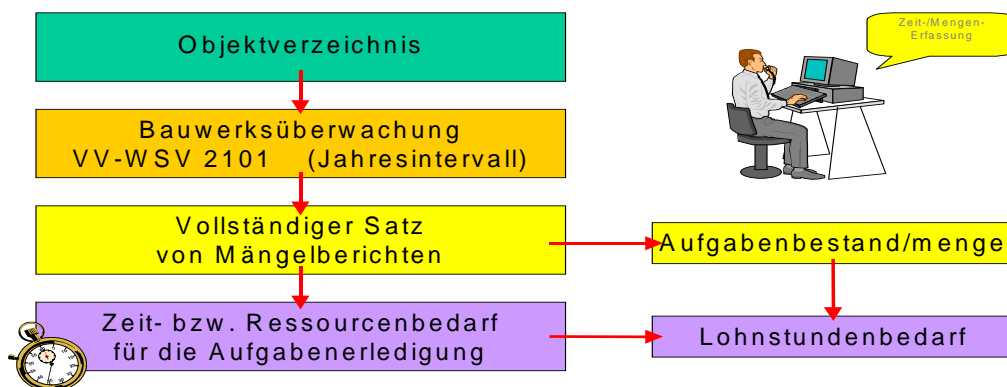 Objektverzeichnis
Zeit-/Mengen-
Erfassung
Bauwerksüberwachung
VV-WSV 2101 (Jahresintervall)
Vollständiger Satz
von Mängelberichten
Aufgabenbestand/menge
Zeit- bzw. Ressourcenbedarf
für die Aufgabenerledigung
Lohnstundenbedarf